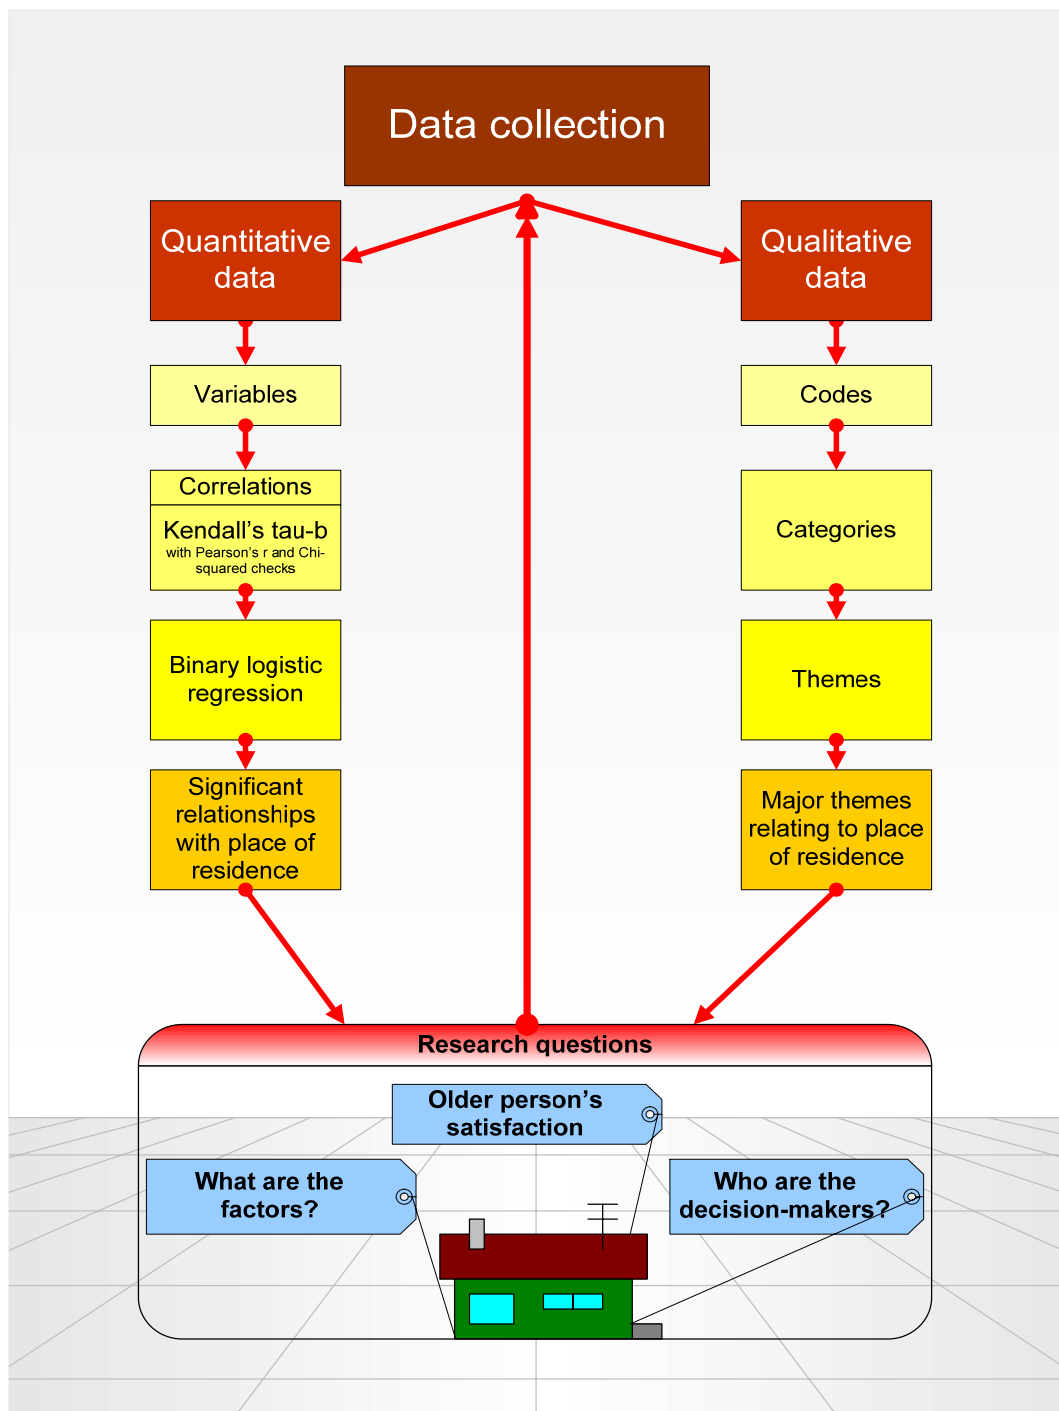 Data collection
Quantitative
data
Qualitative
data
Variables
Codes
Correlations
Kendall's tau-b
with Pearson's r and Chi-
squared checks
Categories
Binary logistic
regression
Themes
Significant
relationships
with place of
residence
Major themes
relating to place
of residence
Research questions
Older person's
satisfaction
What are the
factors?
Who are the
decision-makers?